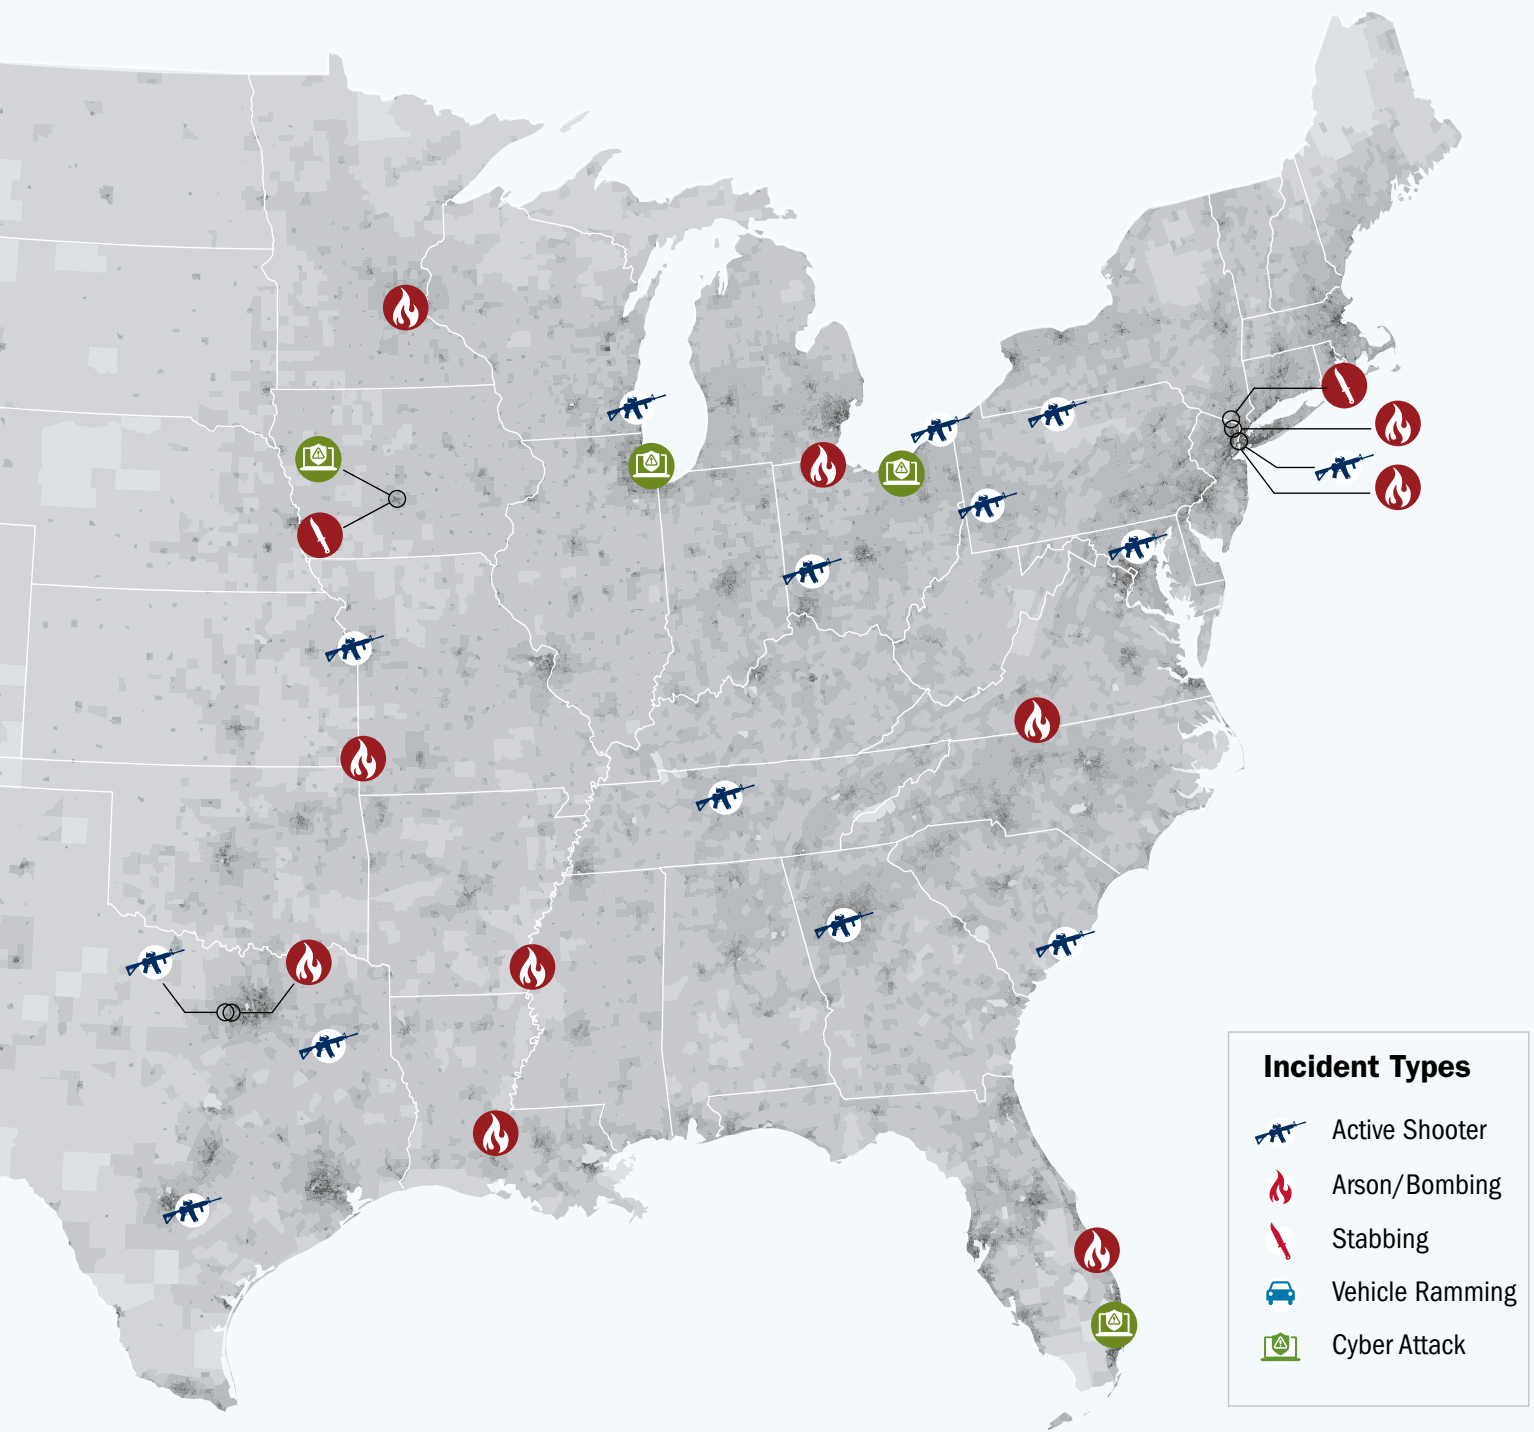 Incident Types
Active Shooter
Arson/Bombing
Stabbing
Vehicle Ramming
Cyber Attack